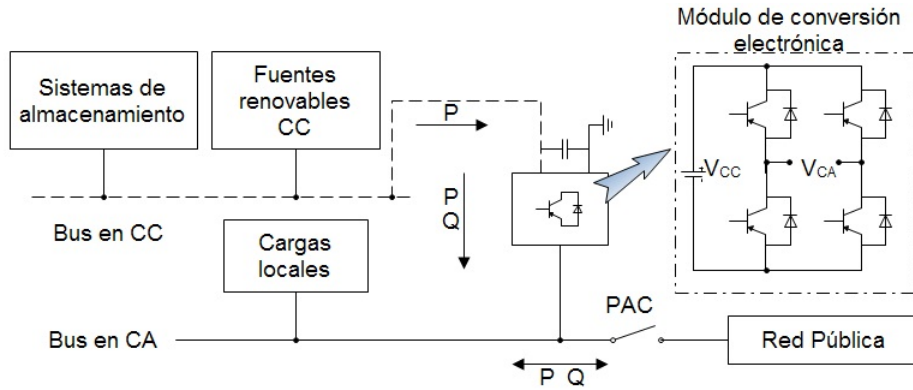 Módulo de conversión
electrónica
Sistemas de
almacenamiento
Fuentes
renovables
CC
P
VCC
VCA
P
Q
Bus en CC
Cargas
locales
PAC
Bus en CA
Red Pública
P Q